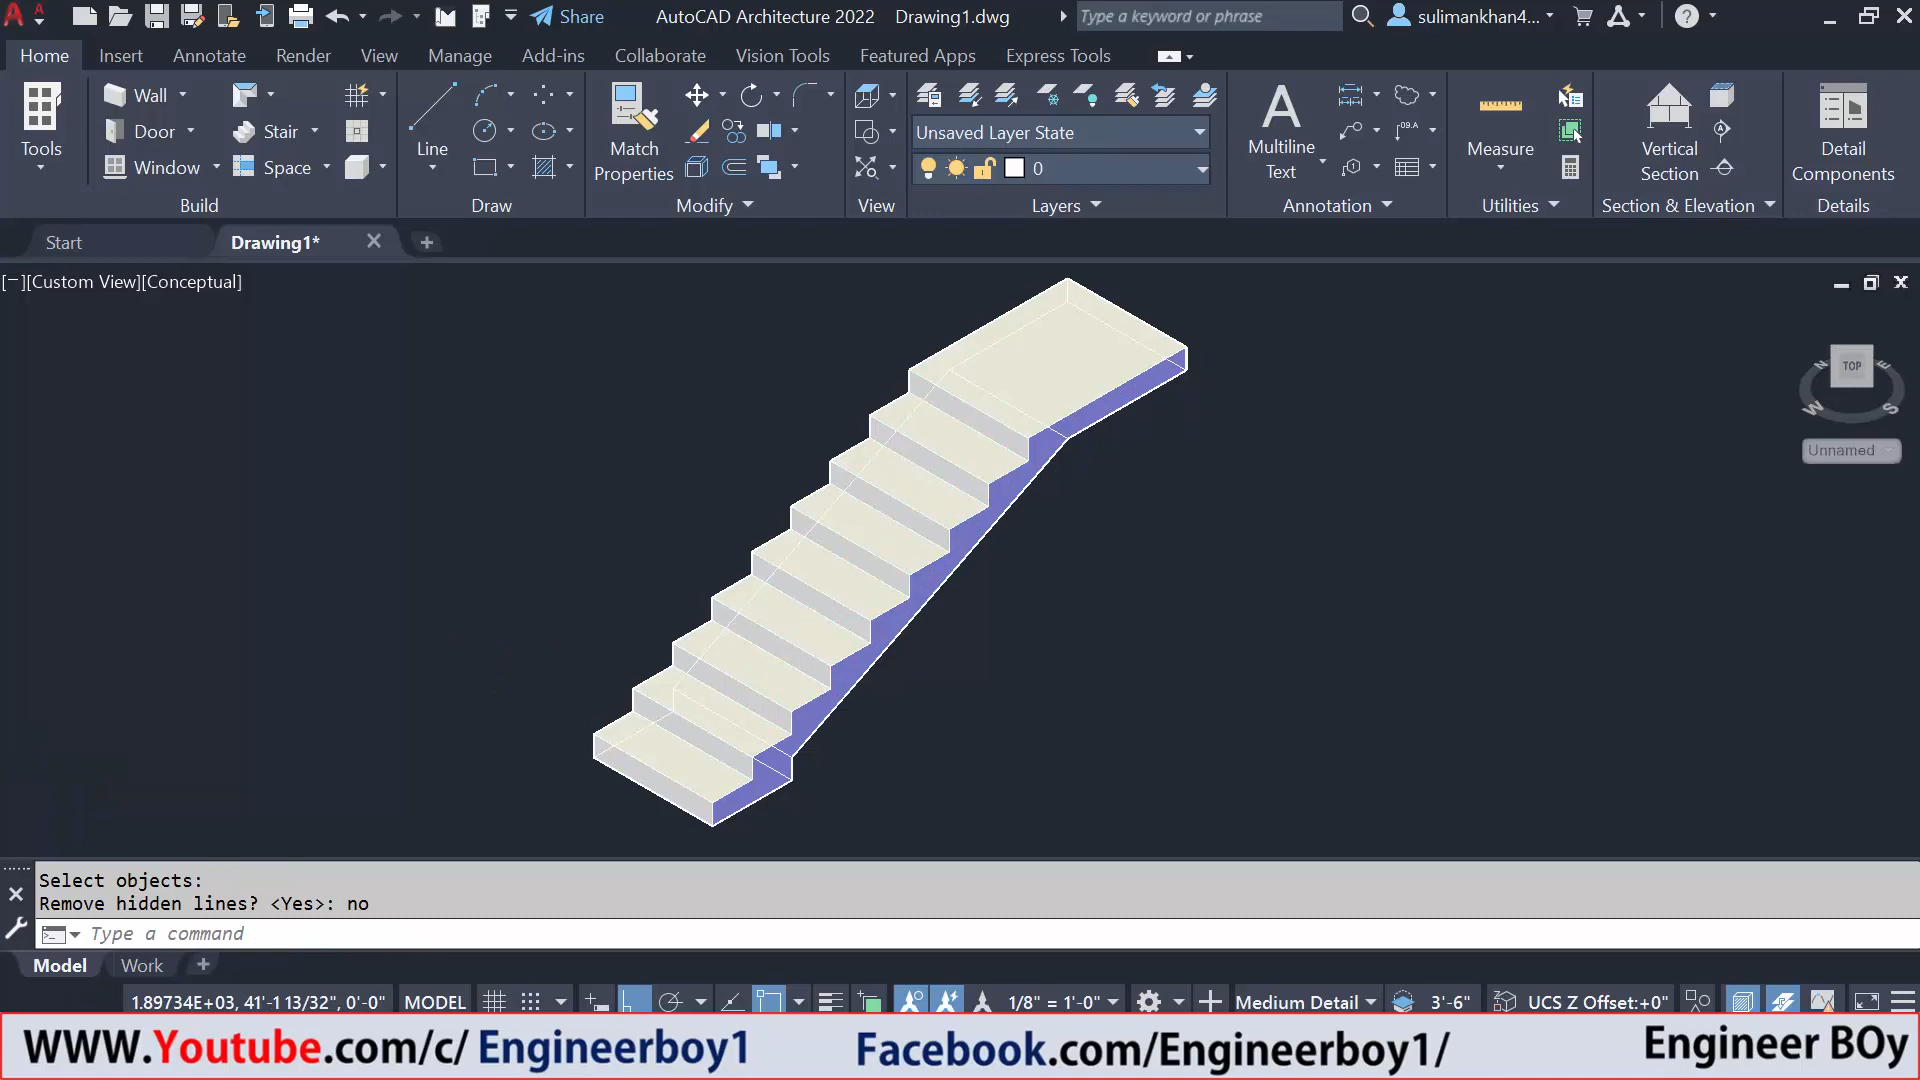 Share
AutoCAD Architecture 2022 Drawing1.dwg
Type a keyword or phrase
sulimankhan4...
Home Insert Annotate Render View Manage Add-ins Collaborate Vision Tools Featured Apps Express Tools
Tools
Wall
Door
Window
Stair
Space
Build
Line
Draw
Match
Properties
Modify
View
Unsaved Layer State
0
Layers
A
Multiline
Text
09.A
Annotation
Measure
Utilities
Vertical
Section
Section & Elevation
Detail
Components
Details
Start
Drawing1*
[−][Custom View][Conceptual]
N E
TOP
W S
Unnamed
Select objects:
Remove hidden lines? <Yes>: no
Type a command
Model Work +
1.89734E+03, 41'-1 13/32", 0'-0" MODEL 1/8" = 1'-0" Medium Detail 3'-6" UCS Z Offset:+0"
WWW.Youtube.com/c/ Engineerboy1 Facebook.com/Engineerboy1/ Engineer BOy